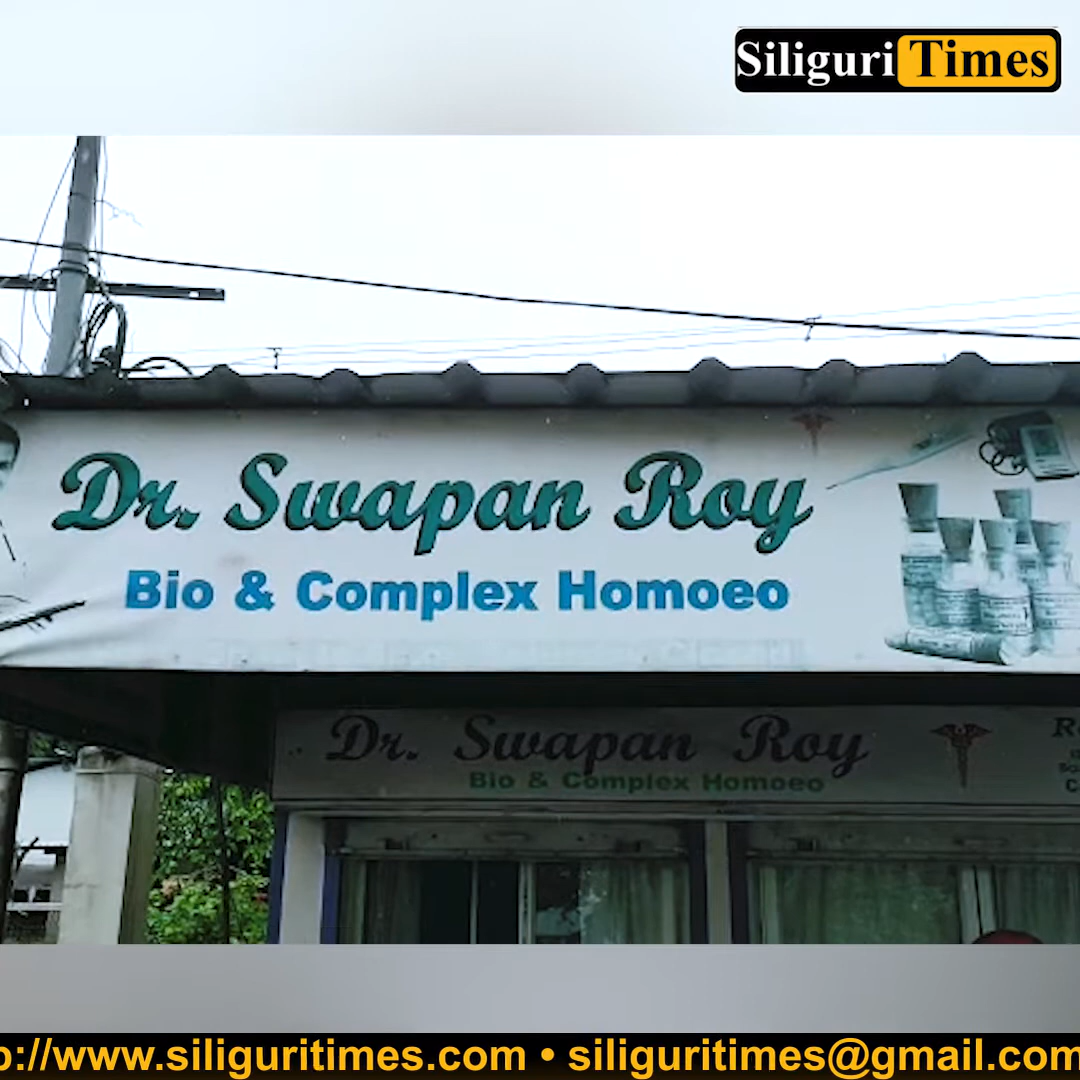 Siliguri Times
Dr. Swapan Roy
Bio & Complex Homoeo
Dr. Swapan Roy
Bio & Complex Homoeo
p://www.siliguritimes.com • siliguritimes@gmail.com